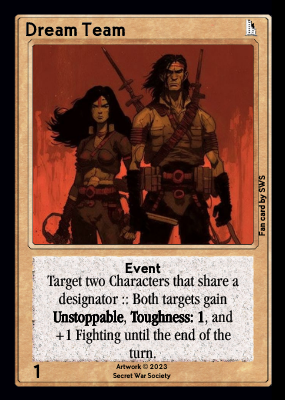 Dream Team
Fan card by SWS
Event
Target two Characters that share a
designator :: Both targets gain
Unstoppable, Toughness: 1, and
+1 Fighting until the end of the
turn.
1
Artwork © 2023
Secret War Society